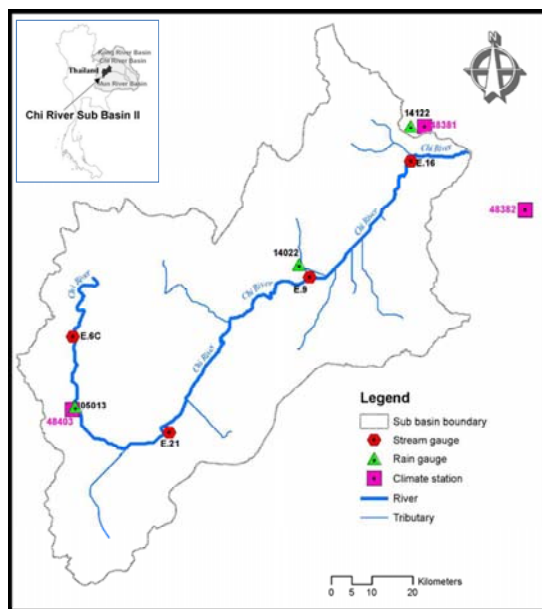 Kong River Basin
Chi River Basin
Thailand
Mun River Basin
Chi River Sub Basin II
N
14122
48381
Chi River
E.16
48382
Chi River
14022
E.9
Chi River
Chi River
Chi River
E.6C
405013
48403
E.21
Legend
Sub basin boundary
Stream gauge
Rain gauge
Climate station
River
Tributary
Kilometers
0 5 10 20